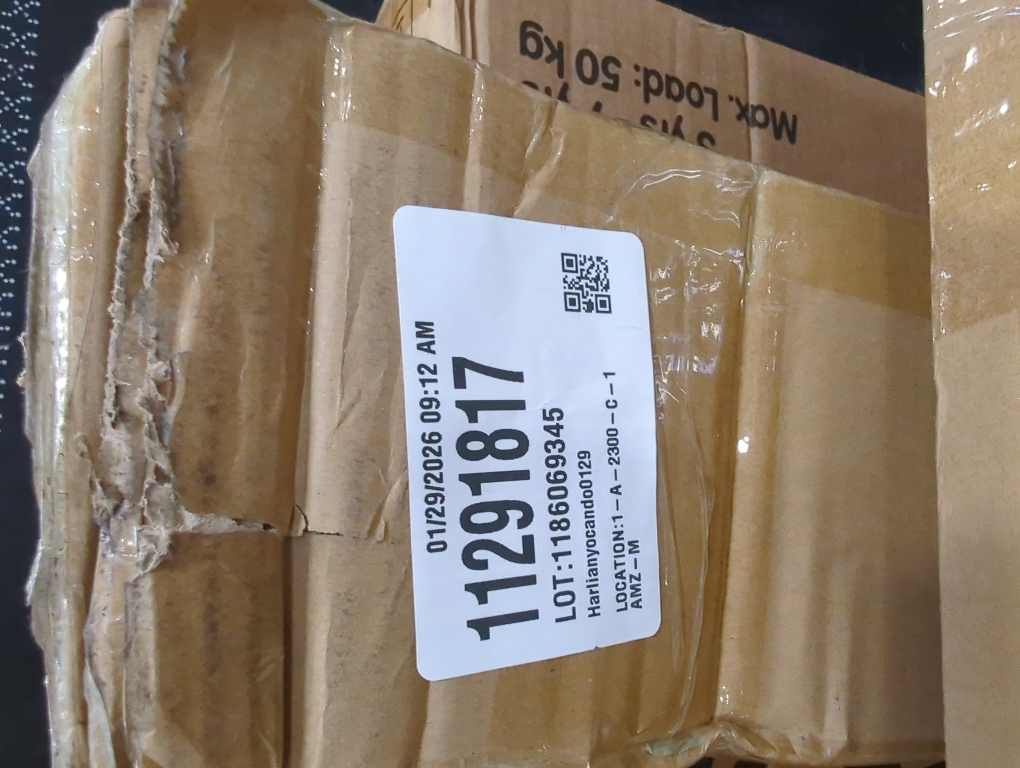 01/29/2026 09:12 AM
11291817
LOT:1186069345
Harlianyocando0129
LOCATION:1-A-2300-C-1
AMZ-M
Max. Load: 50 kg